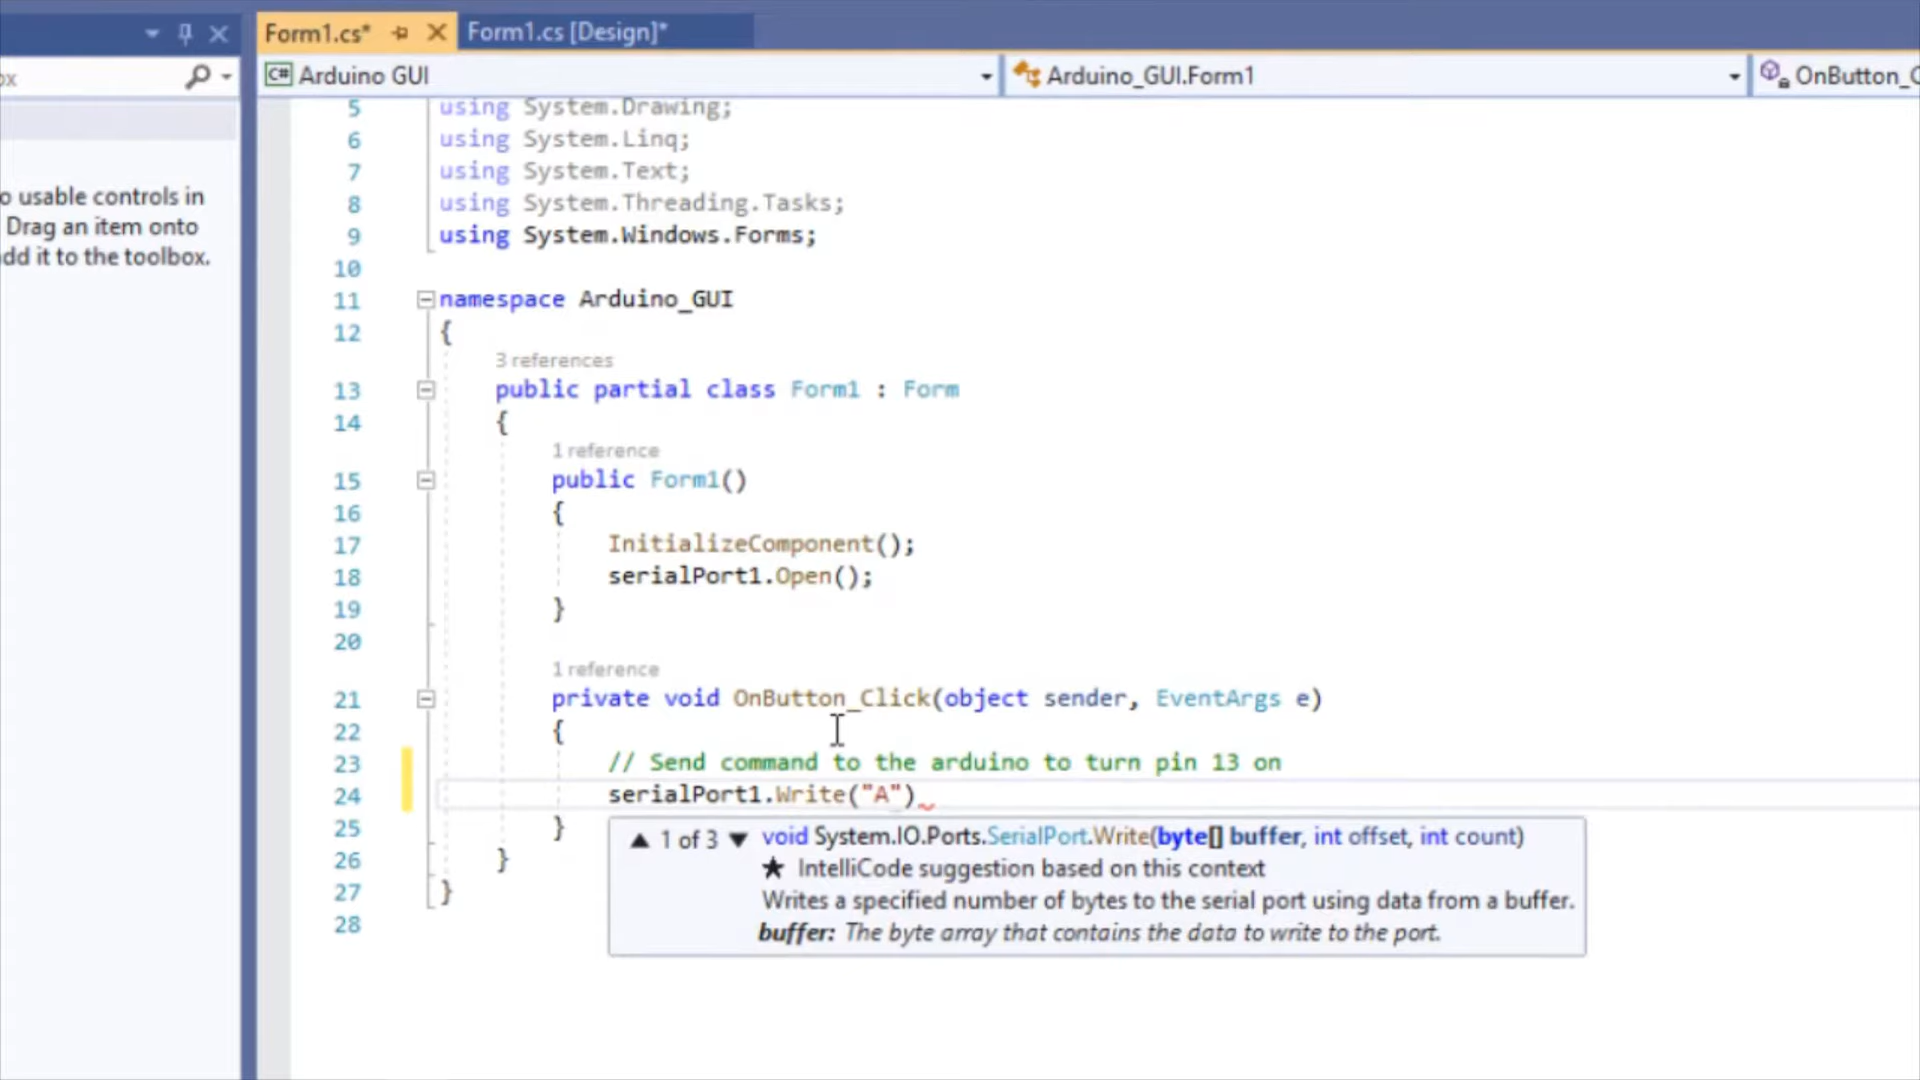 Form1.cs*
Form1.cs [Design]*
ox
C# Arduino GUI
Arduino_GUI.Form1
OnButton_C
o usable controls in
Drag an item onto
dd it to the toolbox.
5 using System.Drawing;
6 using System.Linq;
7 using System.Text;
8 using System.Threading.Tasks;
9 using System.Windows.Forms;
10
11 namespace Arduino_GUI
12 {
3 references
13 public partial class Form1 : Form
14 {
1 reference
15 public Form1()
16 {
17 InitializeComponent();
18 serialPort1.Open();
19 }
20
1 reference
21 private void OnButton_Click(object sender, EventArgs e)
22 {
23 // Send command to the arduino to turn pin 13 on
24 serialPort1.Write("A")
25 }
26 }
27 }
28
▲ 1 of 3 ▼ void System.IO.Ports.SerialPort.Write(byte[] buffer, int offset, int count)
★ IntelliCode suggestion based on this context
Writes a specified number of bytes to the serial port using data from a buffer.
buffer: The byte array that contains the data to write to the port.